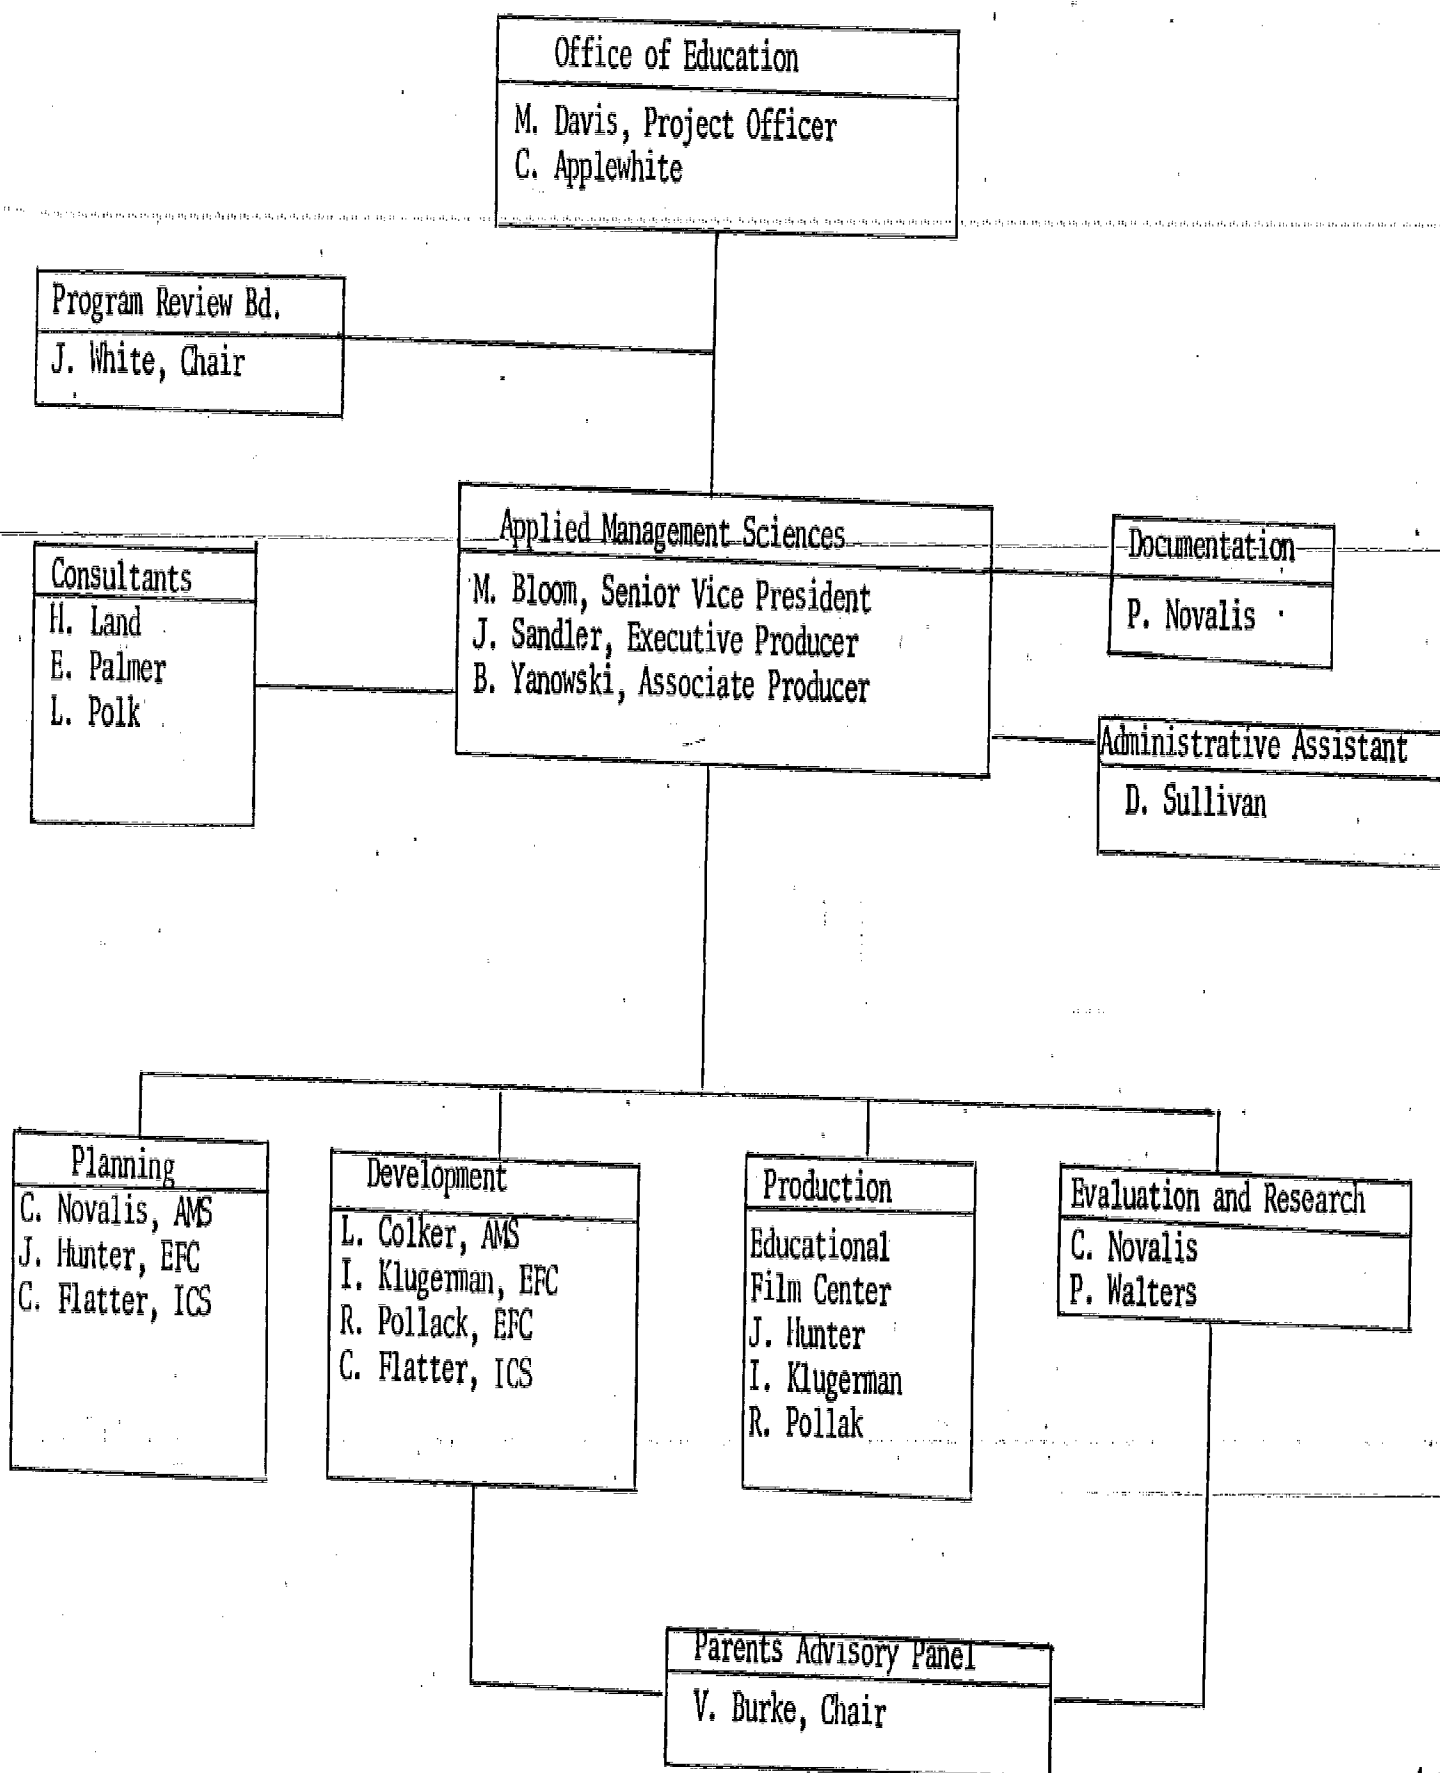 Office of Education
M. Davis, Project Officer
C. Applewhite
Program Review Bd.
J. White, Chair
Applied Management Sciences
M. Bloom, Senior Vice President
J. Sandler, Executive Producer
B. Yanowski, Associate Producer
Consultants
H. Land
E. Palmer
L. Polk
Documentation
P. Novalis
Administrative Assistant
D. Sullivan
Planning
C. Novalis, AMS
J. Hunter, EFC
C. Flatter, ICS
Development
L. Colker, AMS
I. Klugerman, EFC
R. Pollack, EFC
C. Flatter, ICS
Production
Educational
Film Center
J. Hunter
I. Klugerman
R. Pollak
Evaluation and Research
C. Novalis
P. Walters
Parents Advisory Panel
V. Burke, Chair